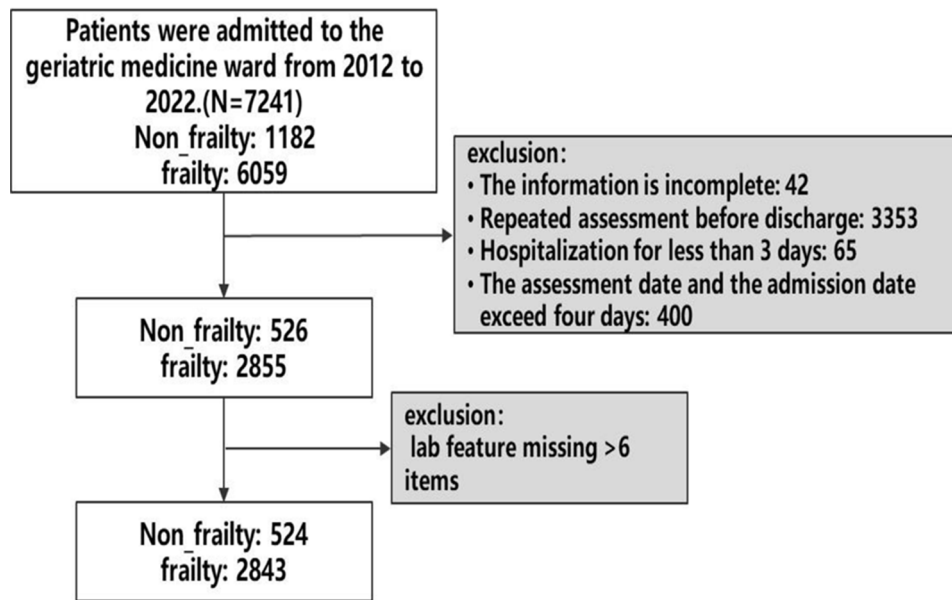 Patients were admitted to the
geriatric medicine ward from 2012 to
2022.(N=7241)
Non_frailty: 1182
frailty: 6059
exclusion:
• The information is incomplete: 42
• Repeated assessment before discharge: 3353
• Hospitalization for less than 3 days: 65
• The assessment date and the admission date
exceed four days: 400
Non_frailty: 526
frailty: 2855
exclusion:
lab feature missing >6
items
Non_frailty: 524
frailty: 2843